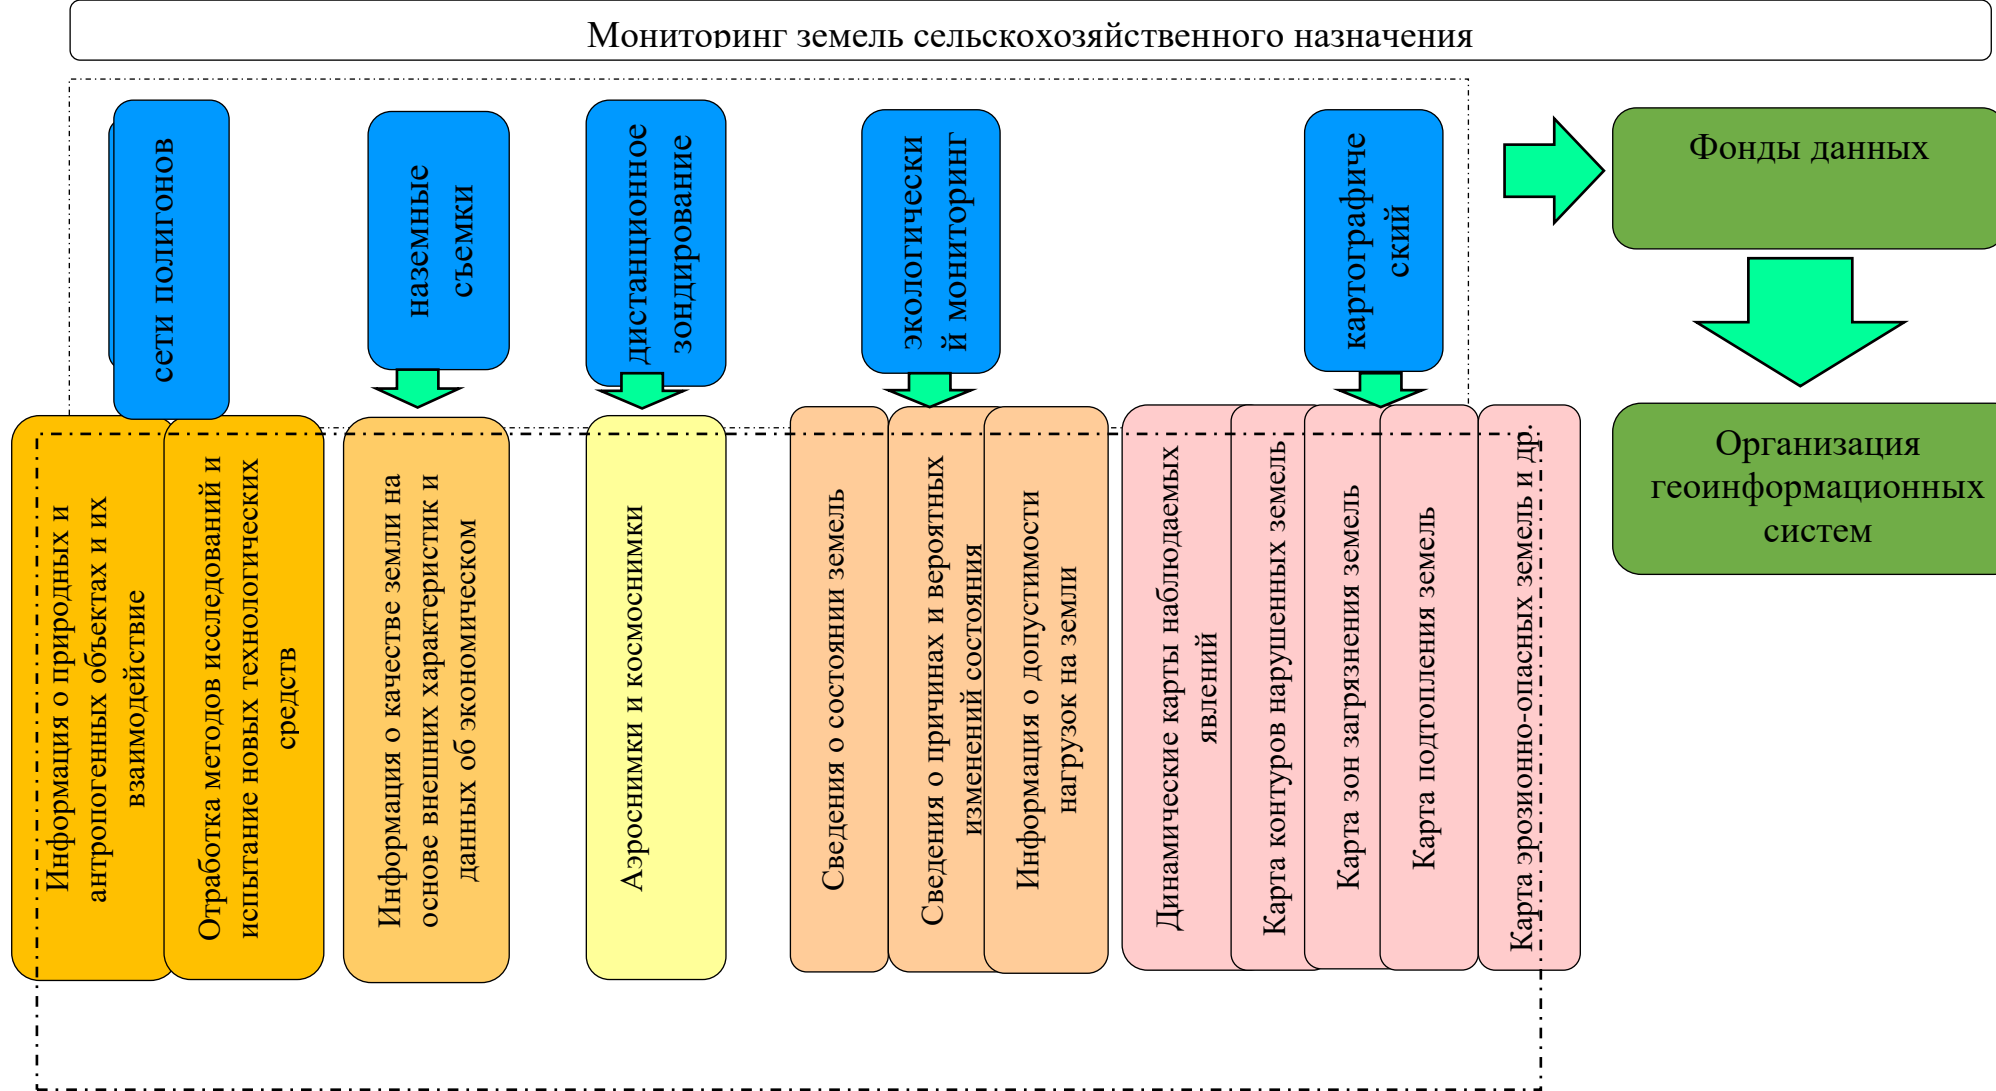 Мониторинг земель сельскохозяйственного назначения
сети полигонов
наземные
съемки
дистанционное
зондирование
экологически
й мониторинг
картографиче
ский
Фонды данных
Организация
геоинформационных
систем
Информация о природных и
антропогенных объектах и их
взаимодействие
Отработка методов исследований и
испытание новых технологических
средств
Информация о качестве земли на
основе внешних характеристик и
данных об экономическом
Аэроснимки и космоснимки
Сведения о состоянии земель
Сведения о причинах и вероятных
изменений состояния
Информация о допустимости
нагрузок на земли
Динамические карты наблюдаемых
явлений
Карта контуров нарушенных земель
Карта зон загрязнения земель
Карта подтопления земель
Карта эрозионно-опасных земель и др.